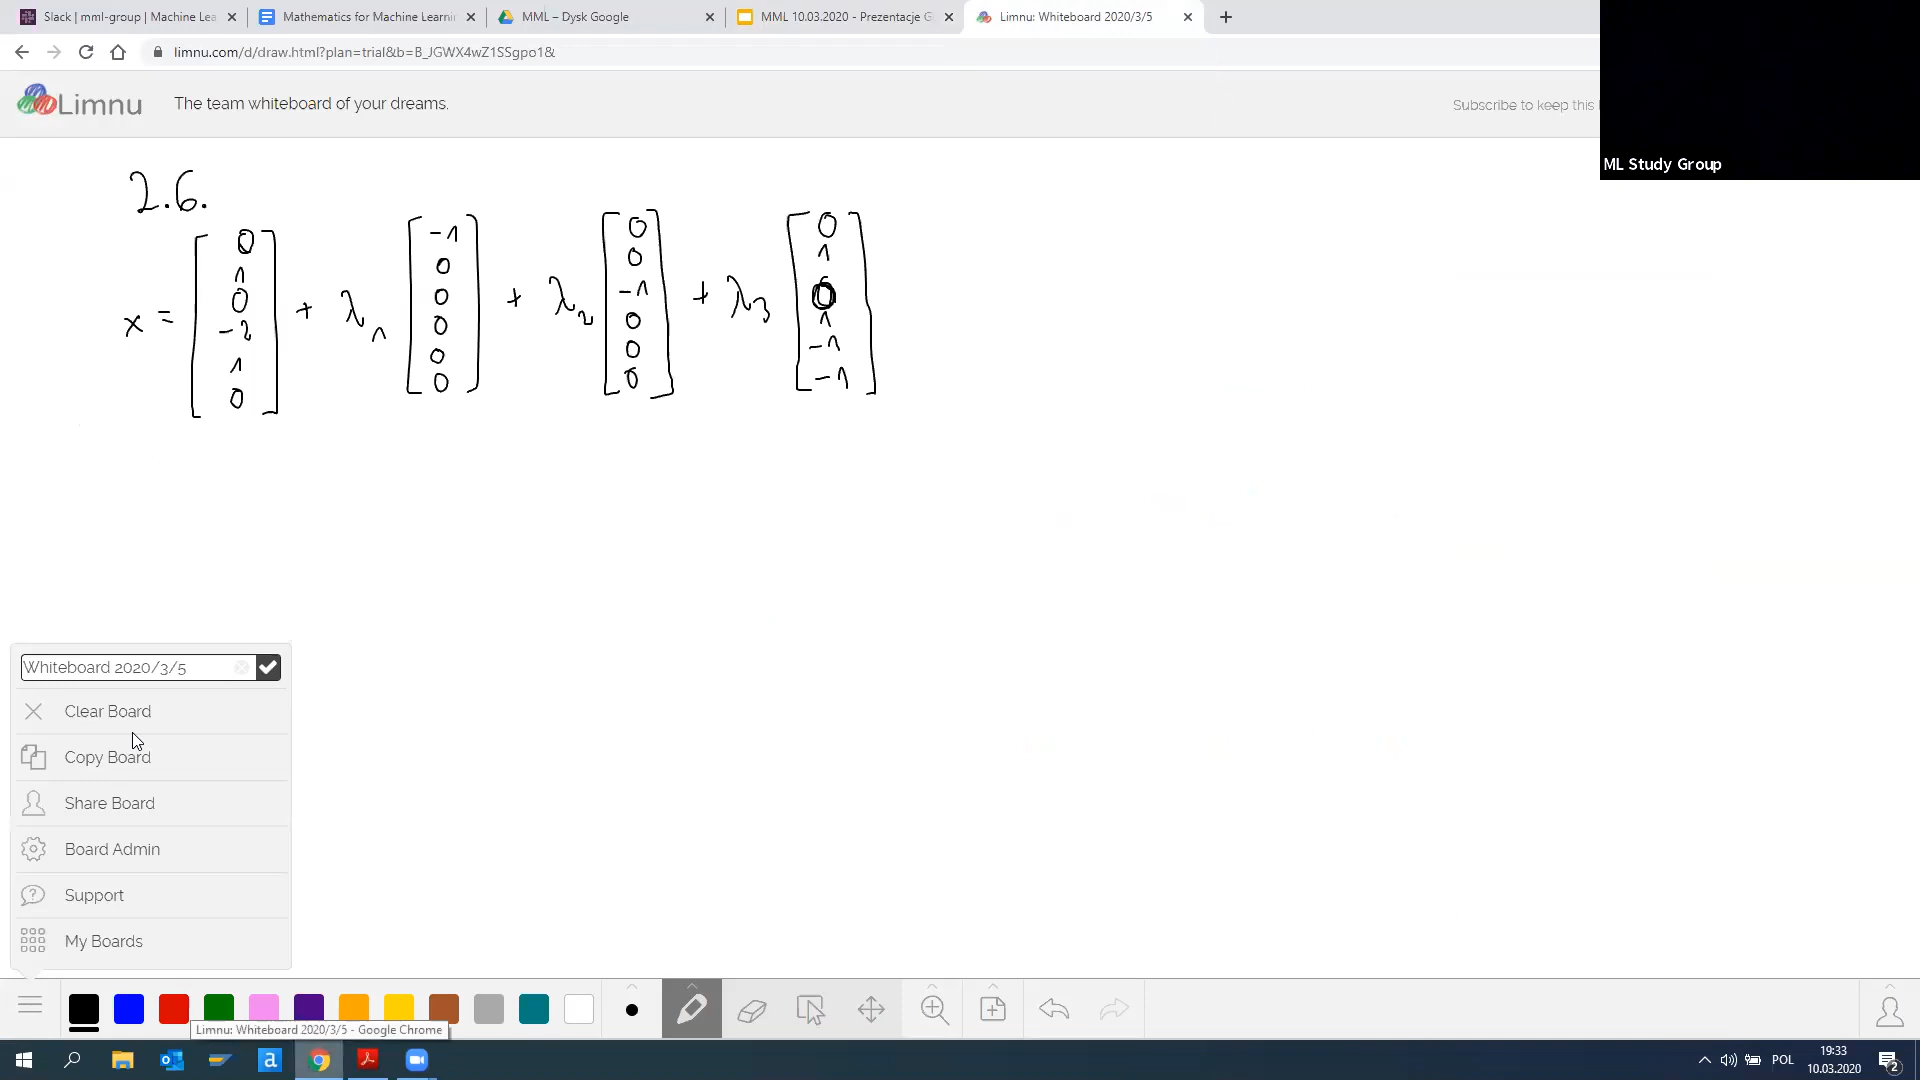 Slack | mml-group | Machine Lea
Mathematics for Machine Learnin
MML – Dysk Google
MML 10.03.2020 - Prezentacje G
Limnu: Whiteboard 2020/3/5
limnu.com/d/draw.html?plan=trial&b=B_JGWX4wZ1SSgpo1&
Limnu
The team whiteboard of your dreams.
Subscribe to keep this
ML Study Group
2.6.
x = [0 1 0 -2 1 0] + λ1 [-1 0 0 0 0 0] + λ2 [0 0 -1 0 0 0] + λ3 [0 1 0 1 -1 -1]
Whiteboard 2020/3/5
Clear Board
Copy Board
Share Board
Board Admin
Support
My Boards
Limnu: Whiteboard 2020/3/5 - Google Chrome
POL
19:33
10.03.2020
2